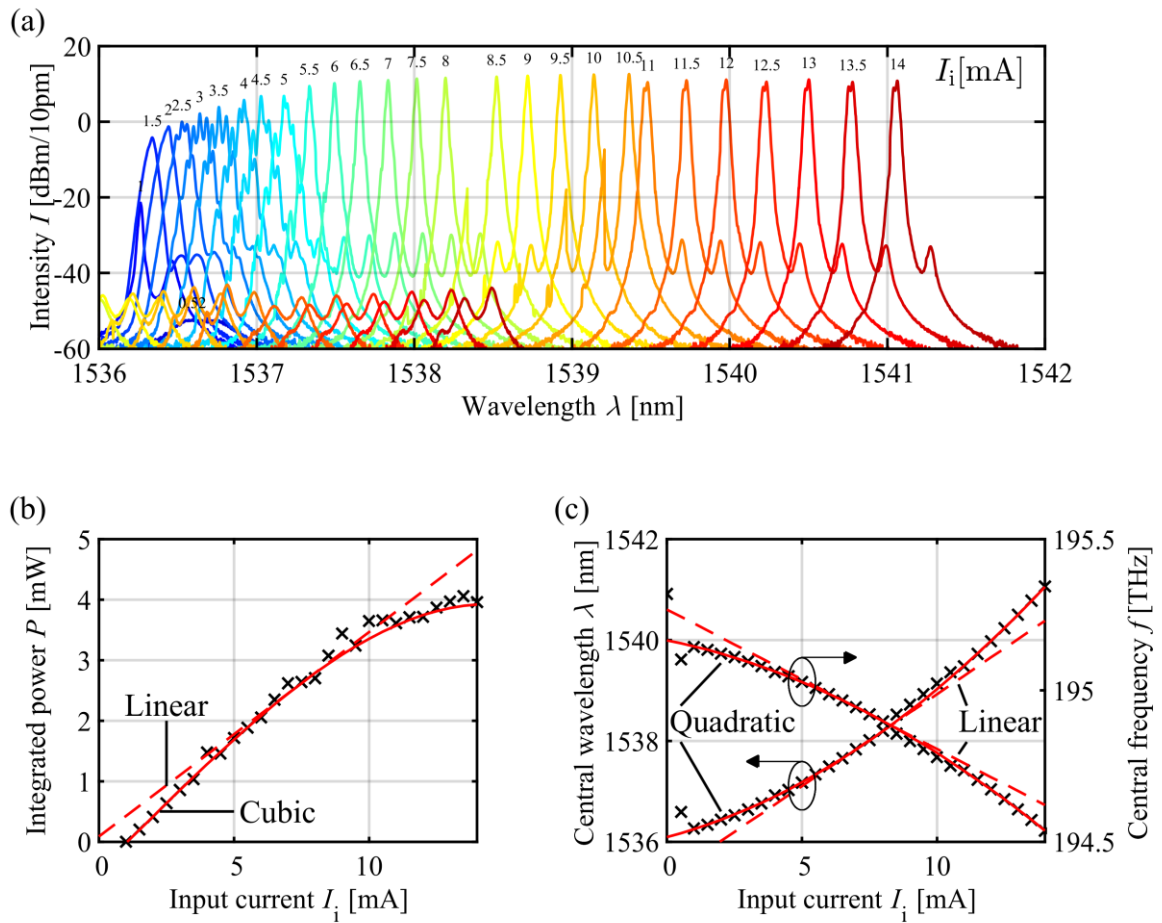 (a)
20
0
-20
-40
-60
Intensity I [dBm/10pm]
1.5 2 2.5 3 3.5 4 4.5 5 5.5 6 6.5 7 7.5 8 8.5 9 9.5 10 10.5 11 11.5 12 12.5 13 13.5 14
I_i [mA]
0.52
1536 1537 1538 1539 1540 1541 1542
Wavelength λ [nm]
(b)
5
4
3
2
1
0
Integrated power P [mW]
Linear
Cubic
0 5 10
Input current I_i [mA]
(c)
1542
1540
1538
1536
Central wavelength λ [nm]
Quadratic
Linear
195.5
195
194.5
Central frequency f [THz]
0 5 10
Input current I_i [mA]